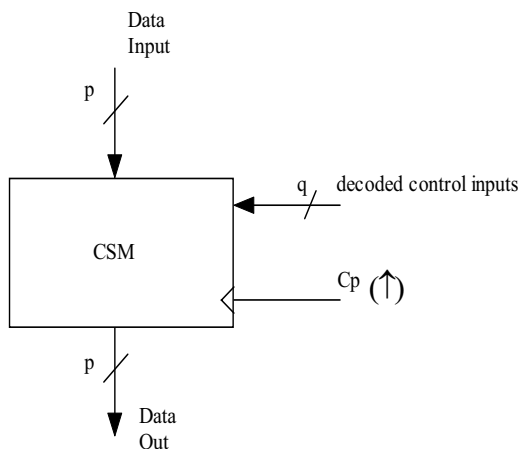 Data
Input
p
q decoded control inputs
CSM
Cp (↑)
p
Data
Out